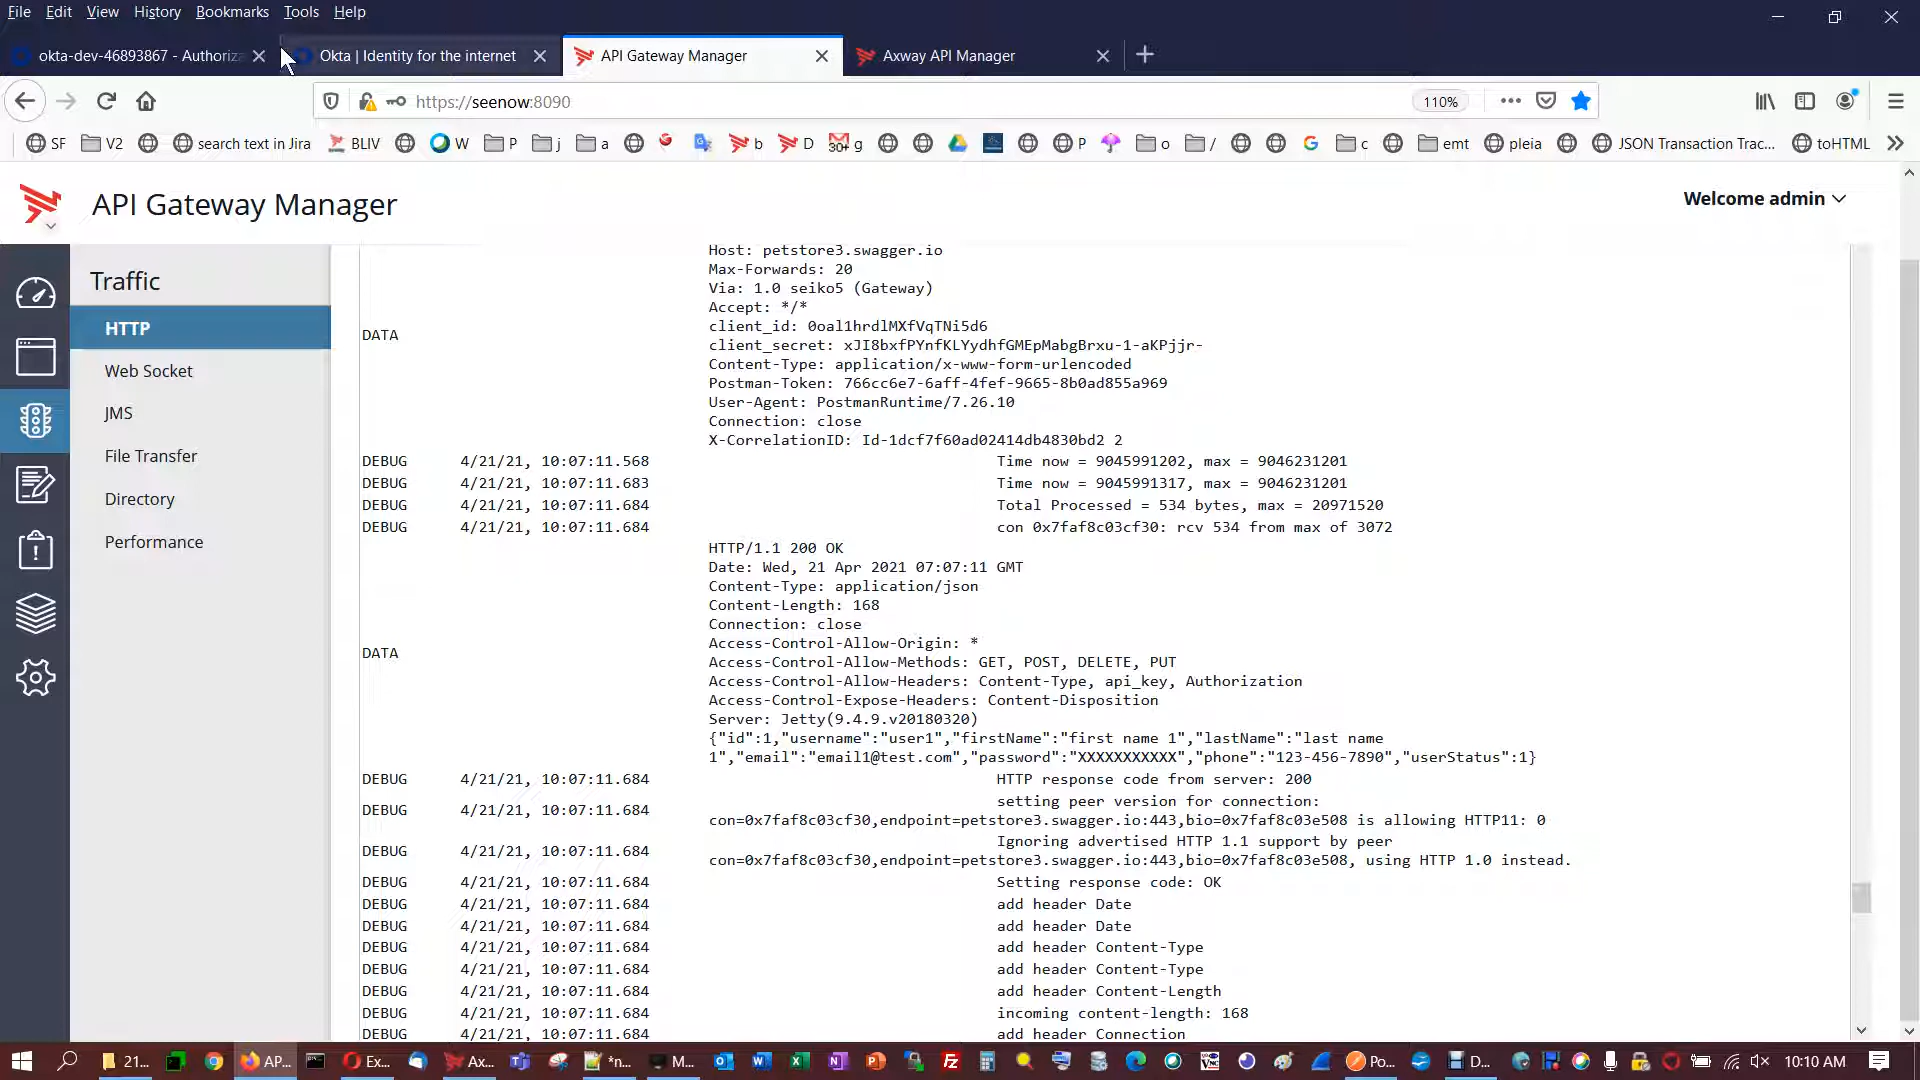 File Edit View History Bookmarks Tools Help
okta-dev-46893867 - Authoriza
Okta | Identity for the internet
API Gateway Manager
Axway API Manager
https://seenow:8090
110%
SF V2 search text in Jira BLIV W P j a b D 30+ g P o / G c emt pleia JSON Transaction Trac... toHTML
API Gateway Manager
Welcome admin
Traffic
HTTP
Web Socket
JMS
File Transfer
Directory
Performance
Host: petstore3.swagger.io
Max-Forwards: 20
Via: 1.0 seiko5 (Gateway)
Accept: */*
client_id: 0oal1hrdlMXfVqTNi5d6
DATA
client_secret: xJI8bxfPYnfKLYydhfGMEpMabgBrxu-1-aKPjjr-
Content-Type: application/x-www-form-urlencoded
Postman-Token: 766cc6e7-6aff-4fef-9665-8b0ad855a969
User-Agent: PostmanRuntime/7.26.10
Connection: close
X-CorrelationID: Id-1dcf7f60ad02414db4830bd2 2
DEBUG 4/21/21, 10:07:11.568 Time now = 9045991202, max = 9046231201
DEBUG 4/21/21, 10:07:11.683 Time now = 9045991317, max = 9046231201
DEBUG 4/21/21, 10:07:11.684 Total Processed = 534 bytes, max = 20971520
DEBUG 4/21/21, 10:07:11.684 con 0x7faf8c03cf30: rcv 534 from max of 3072
HTTP/1.1 200 OK
Date: Wed, 21 Apr 2021 07:07:11 GMT
Content-Type: application/json
Content-Length: 168
Connection: close
Access-Control-Allow-Origin: *
DATA
Access-Control-Allow-Methods: GET, POST, DELETE, PUT
Access-Control-Allow-Headers: Content-Type, api_key, Authorization
Access-Control-Expose-Headers: Content-Disposition
Server: Jetty(9.4.9.v20180320)
{"id":1,"username":"user1","firstName":"first name 1","lastName":"last name
1","email":"email1@test.com","password":"XXXXXXXXXXX","phone":"123-456-7890","userStatus":1}
DEBUG 4/21/21, 10:07:11.684 HTTP response code from server: 200
DEBUG 4/21/21, 10:07:11.684 setting peer version for connection:
con=0x7faf8c03cf30,endpoint=petstore3.swagger.io:443,bio=0x7faf8c03e508 is allowing HTTP11: 0
DEBUG 4/21/21, 10:07:11.684 Ignoring advertised HTTP 1.1 support by peer
con=0x7faf8c03cf30,endpoint=petstore3.swagger.io:443,bio=0x7faf8c03e508, using HTTP 1.0 instead.
DEBUG 4/21/21, 10:07:11.684 Setting response code: OK
DEBUG 4/21/21, 10:07:11.684 add header Date
DEBUG 4/21/21, 10:07:11.684 add header Date
DEBUG 4/21/21, 10:07:11.684 add header Content-Type
DEBUG 4/21/21, 10:07:11.684 add header Content-Type
DEBUG 4/21/21, 10:07:11.684 add header Content-Length
DEBUG 4/21/21, 10:07:11.684 incoming content-length: 168
DEBUG 4/21/21, 10:07:11.684 add header Connection
21... AP... Ex... Ax... *n... M... Po... D... 10:10 AM